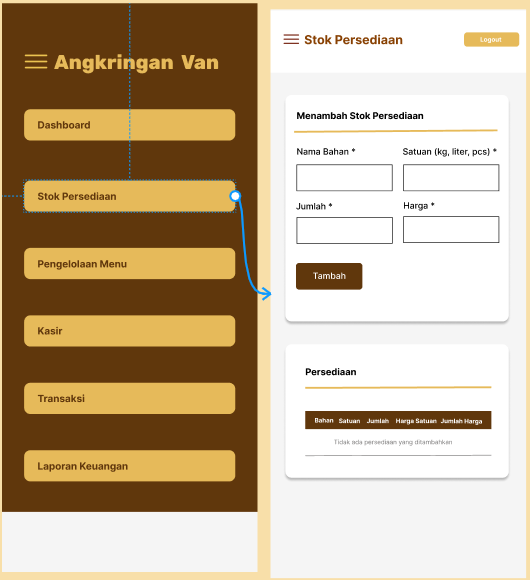 Angkringan Van
Dashboard
Stok Persediaan
Pengelolaan Menu
Kasir
Transaksi
Laporan Keuangan
Stok Persediaan
Logout
Menambah Stok Persediaan
Nama Bahan *
Satuan (kg, liter, pcs) *
Jumlah *
Harga *
Tambah
Persediaan
Bahan Satuan Jumlah Harga Satuan Jumlah Harga
Tidak ada persediaan yang ditambahkan